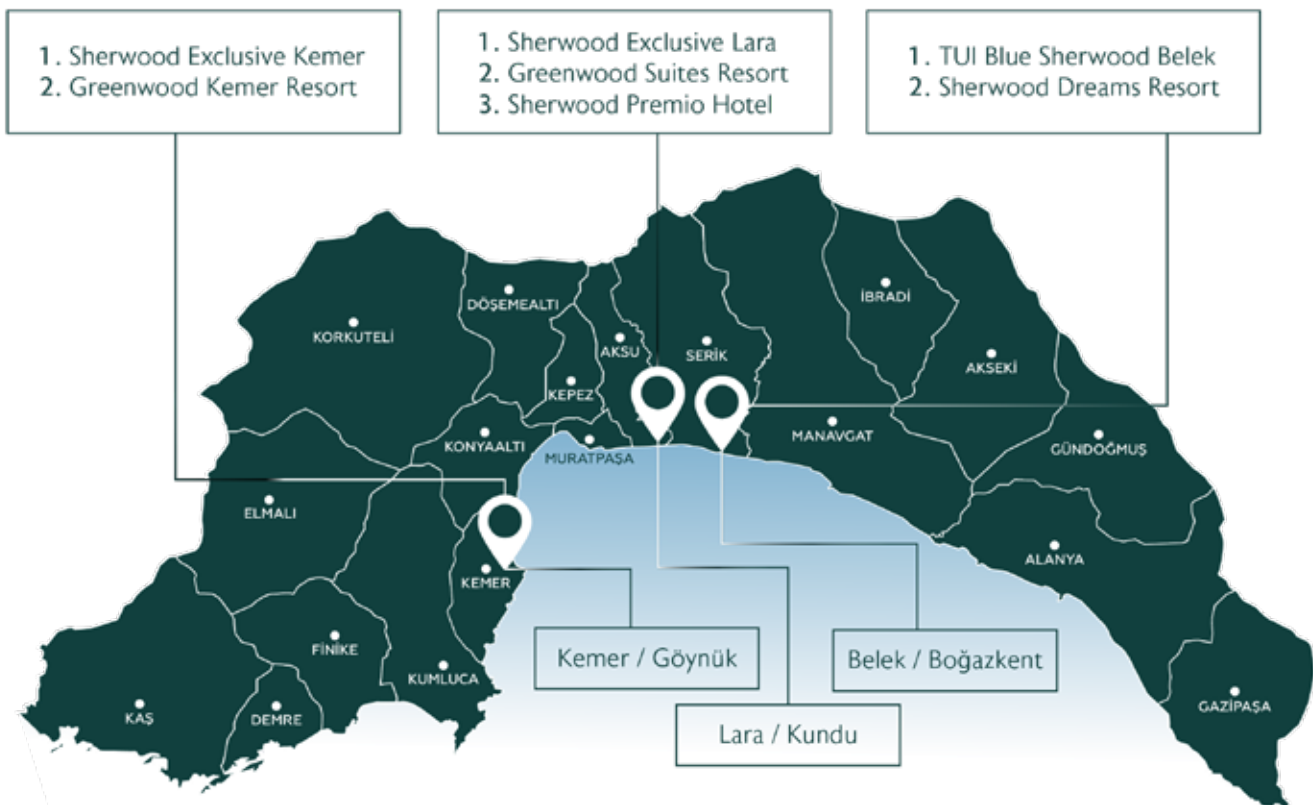 1. Sherwood Exclusive Kemer
2. Greenwood Kemer Resort
1. Sherwood Exclusive Lara
2. Greenwood Suites Resort
3. Sherwood Premio Hotel
1. TUI Blue Sherwood Belek
2. Sherwood Dreams Resort
İBRADİ
DÖŞEMEALTI
KORKUTELİ
AKSU
SERİK
AKSEKİ
KEPEZ
KONYAALTI
MURATPAŞA
MANAVGAT
GÜNDOĞMUŞ
ELMALI
ALANYA
KEMER
FİNİKE
Kemer / Göynük
Belek / Boğazkent
KUMLUCA
GAZİPAŞA
KAŞ
DEMRE
Lara / Kundu